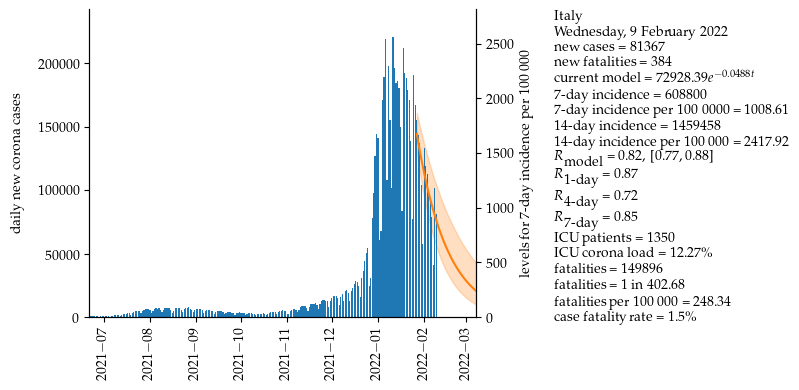 daily new corona cases
200000
150000
100000
50000
0
2021−07
2021−08
2021−09
2021−10
2021−11
2021−12
2022−01
2022−02
2022−03
2500
2000
1500
1000
500
0
levels for 7-day incidence per 100 000
Italy
Wednesday, 9 February 2022
new cases = 81367
new fatalities = 384
current model = 72928.39e^{−0.0488t}
7-day incidence = 608800
7-day incidence per 100 0000 = 1008.61
14-day incidence = 1459458
14-day incidence per 100 000 = 2417.92
R_model = 0.82, [0.77, 0.88]
R_1-day = 0.87
R_4-day = 0.72
R_7-day = 0.85
ICU patients = 1350
ICU corona load = 12.27%
fatalities = 149896
fatalities = 1 in 402.68
fatalities per 100 000 = 248.34
case fatality rate = 1.5%